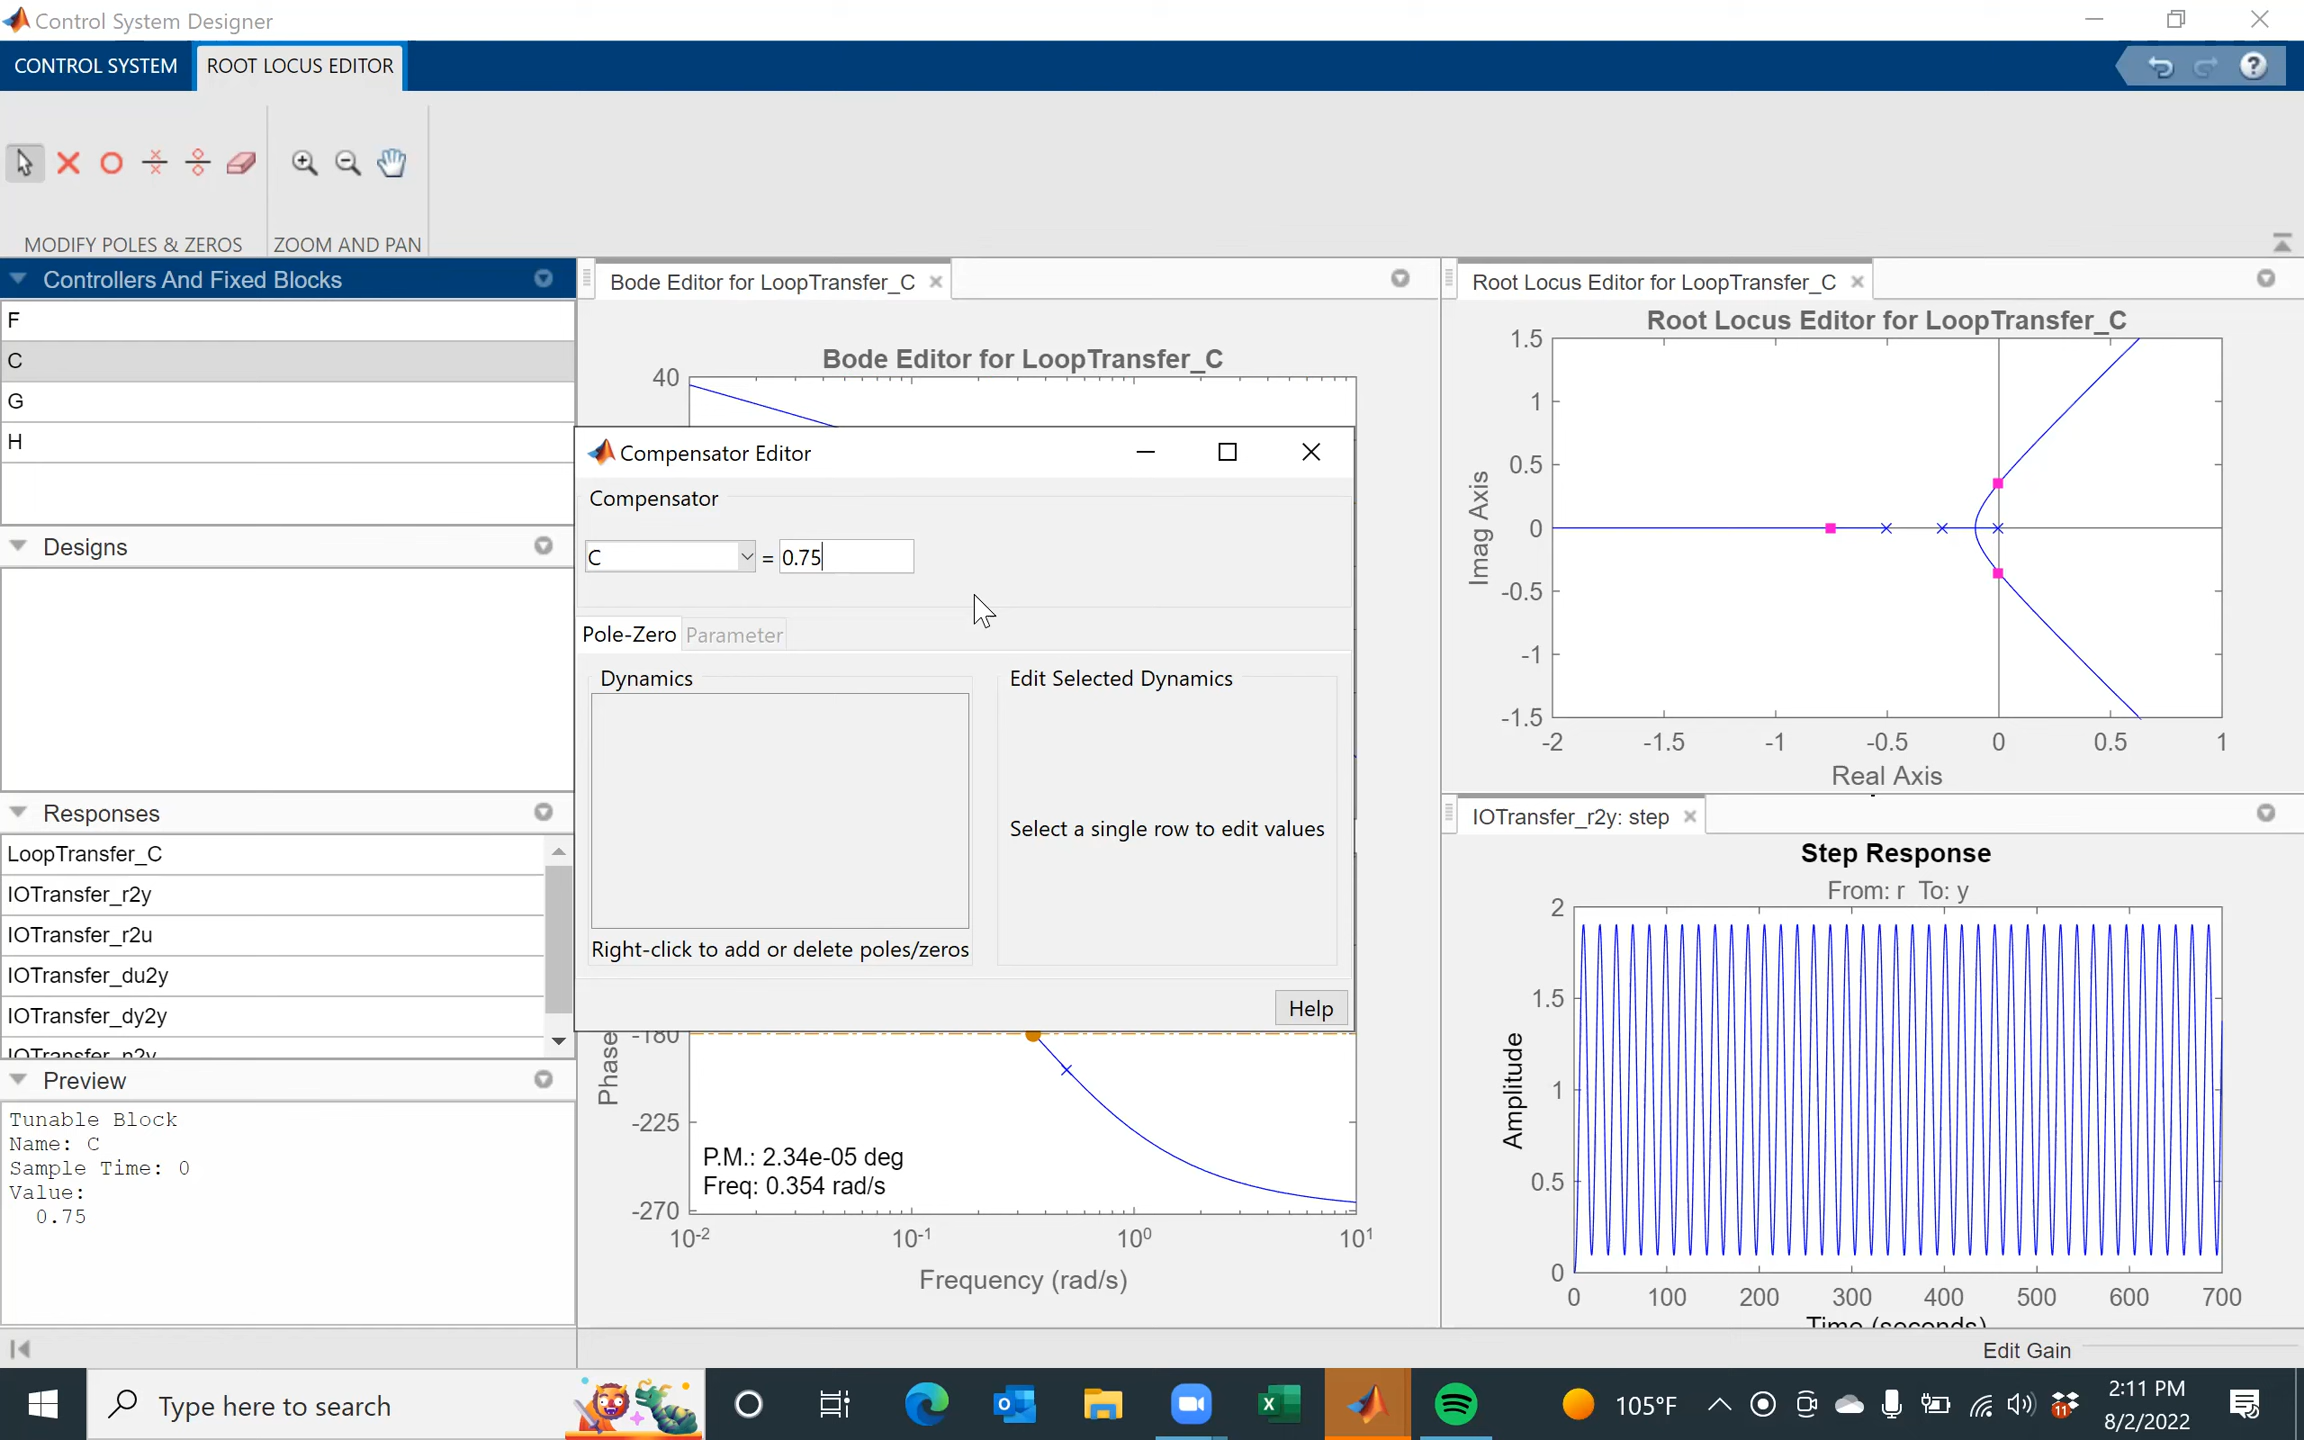 Control System Designer
CONTROL SYSTEM
ROOT LOCUS EDITOR
MODIFY POLES & ZEROS
ZOOM AND PAN
Controllers And Fixed Blocks
F
C
G
H
Designs
Responses
LoopTransfer_C
IOTransfer_r2y
IOTransfer_r2u
IOTransfer_du2y
IOTransfer_dy2y
IOTransfer_n2y
Preview
Tunable Block
Name: C
Sample Time: 0
Value:
0.75
Bode Editor for LoopTransfer_C
Bode Editor for LoopTransfer_C
40
Compensator Editor
Compensator
C = 0.75
Pole-Zero Parameter
Dynamics
Edit Selected Dynamics
Select a single row to edit values
Right-click to add or delete poles/zeros
Help
Phase
-180
-225
-270
P.M.: 2.34e-05 deg
Freq: 0.354 rad/s
10-2 10-1 100 101
Frequency (rad/s)
Root Locus Editor for LoopTransfer_C
Root Locus Editor for LoopTransfer_C
Imag Axis
1.5
1
0.5
0
-0.5
-1
-1.5
-2 -1.5 -1 -0.5 0 0.5 1
Real Axis
IOTransfer_r2y: step
Step Response
From: r To: y
Amplitude
2
1.5
1
0.5
0
0 100 200 300 400 500 600 700
Time (seconds)
Edit Gain
Type here to search
105°F
11
2:11 PM
8/2/2022